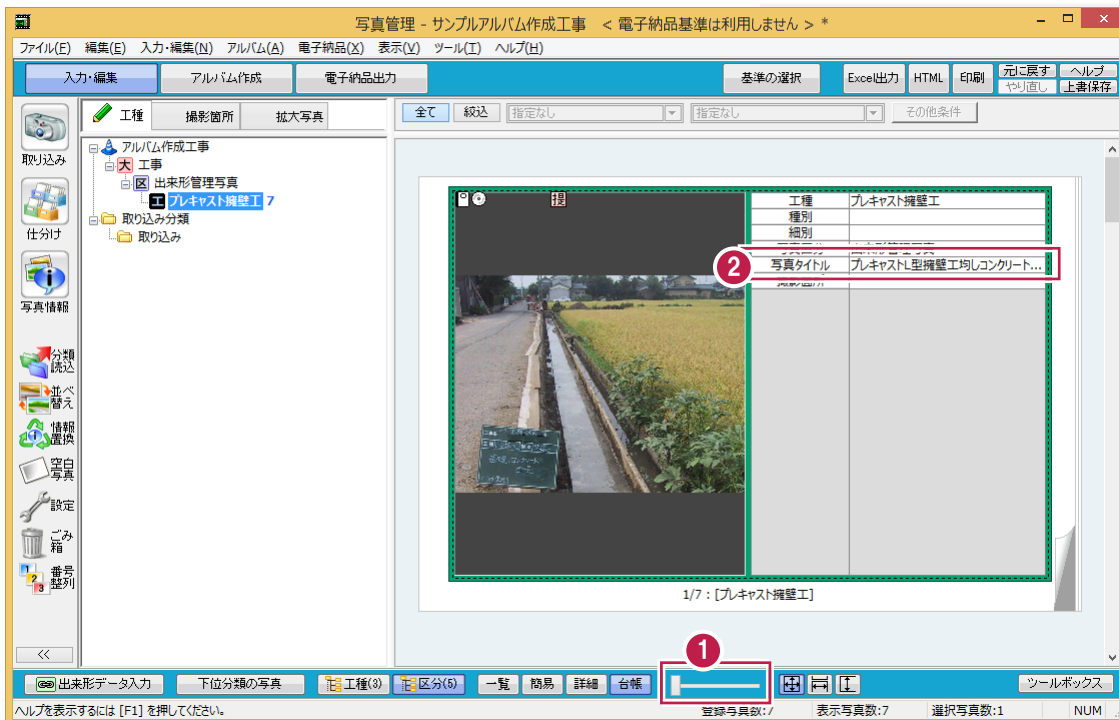 写真管理 - サンプルアルバム作成工事 < 電子納品基準は利用しません > *
ファイル(F) 編集(E) 入力・編集(N) アルバム(A) 電子納品(X) 表示(V) ツール(T) ヘルプ(H)
入力・編集 アルバム作成 電子納品出力 基準の選択 Excel出力 HTML 印刷 元に戻す やり直し ヘルプ 上書保存
取り込み
仕分け
写真情報
分類読込
並べ替え
情報置換
空白写真
設定
ごみ箱
番号整列
<<
工種 撮影箇所 拡大写真
アルバム作成工事
大 工事
区 出来形管理写真
工 プレキャスト擁壁工 7
取り込み分類
取り込み
全て 絞込 指定なし 指定なし その他条件
提
工種 プレキャスト擁壁工
種別
細別
2
写真タイトル プレキャストL型擁壁工均しコンクリート...
1/7 : [プレキャスト擁壁工]
1
出来形データ入力 下位分類の写真 工種(3) 区分(5) 一覧 簡易 詳細 台帳 ツールボックス
ヘルプを表示するには [F1] を押してください。 登録写真数:7 表示写真数:7 選択写真数:1 NUM